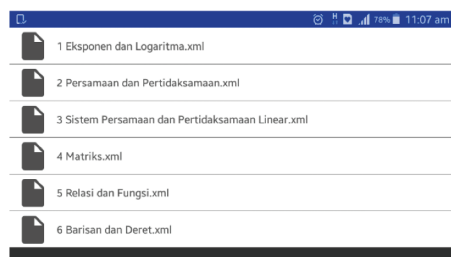 78% 11:07 am
1 Eksponen dan Logaritma.xml
2 Persamaan dan Pertidaksamaan.xml
3 Sistem Persamaan dan Pertidaksamaan Linear.xml
4 Matriks.xml
5 Relasi dan Fungsi.xml
6 Barisan dan Deret.xml